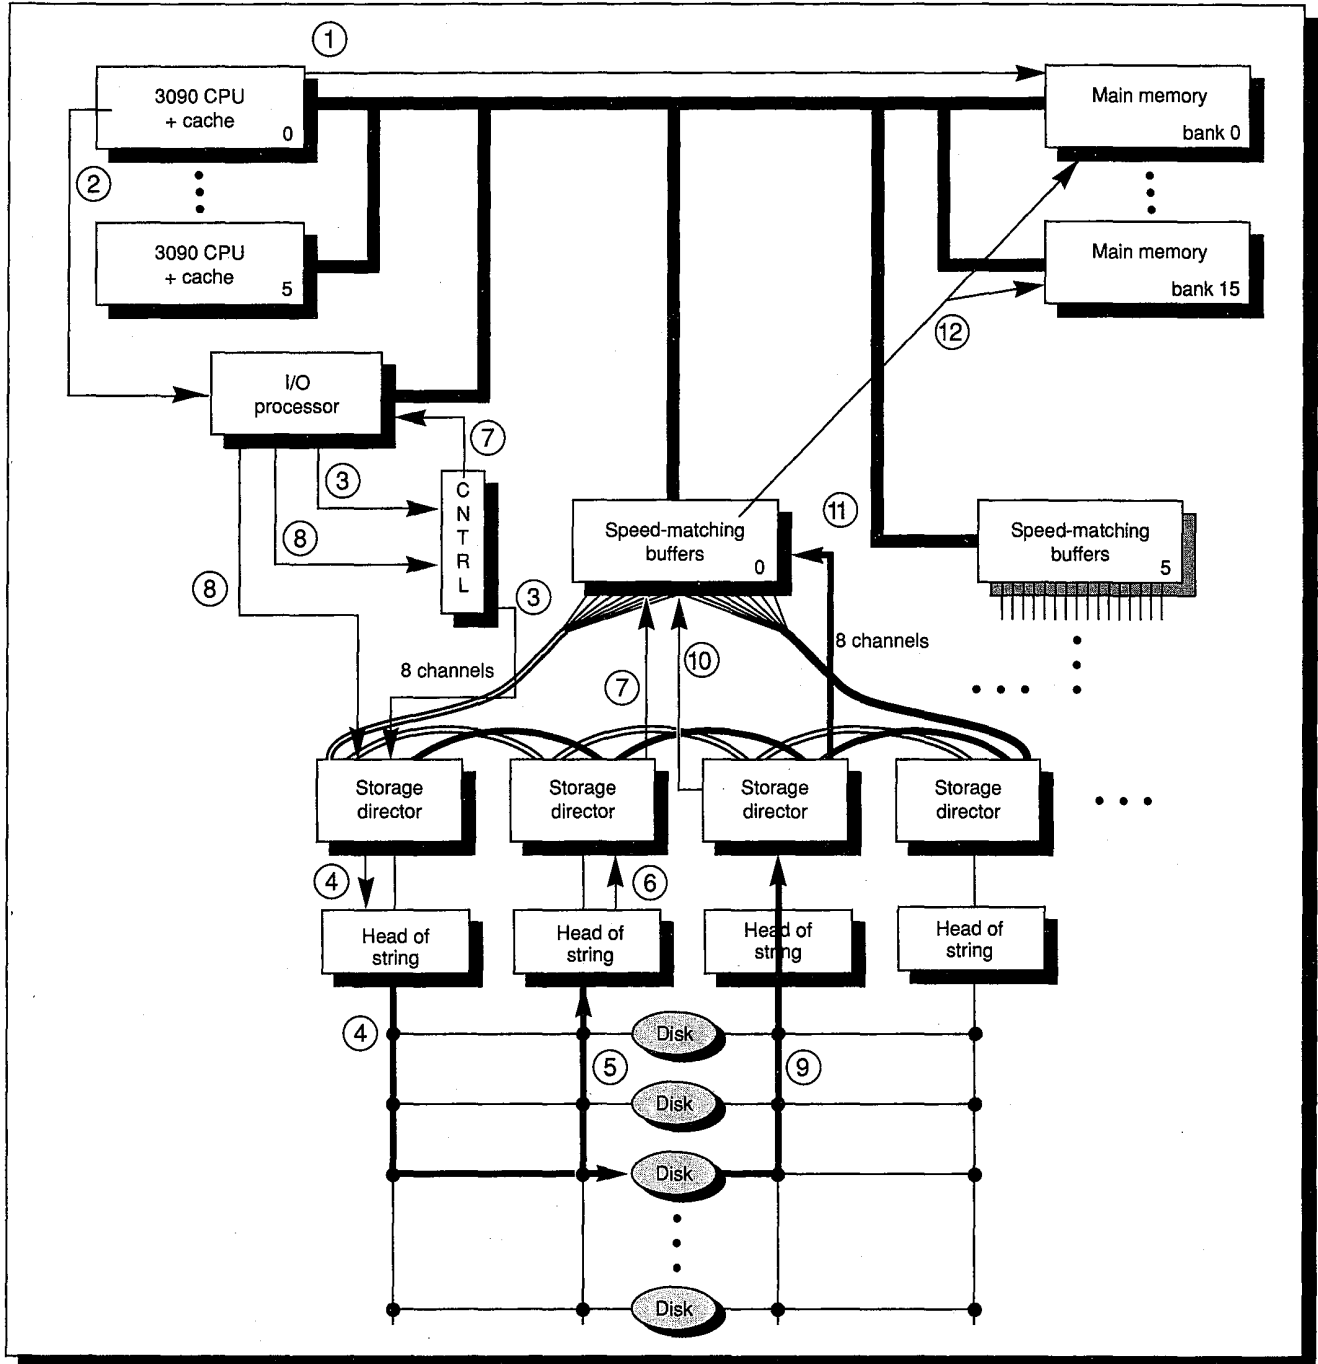 1
3090 CPU
+ cache
0
Main memory
bank 0
2
3090 CPU
+ cache
5
Main memory
bank 15
12
I/O
processor
7
3
CNTRL
8
8
3
11
Speed-matching
buffers
0
Speed-matching
buffers
5
8 channels
8 channels
7
10
Storage
director
Storage
director
Storage
director
Storage
director
4
6
Head of
string
Head of
string
Head of
string
Head of
string
4
Disk
5
9
Disk
Disk
Disk